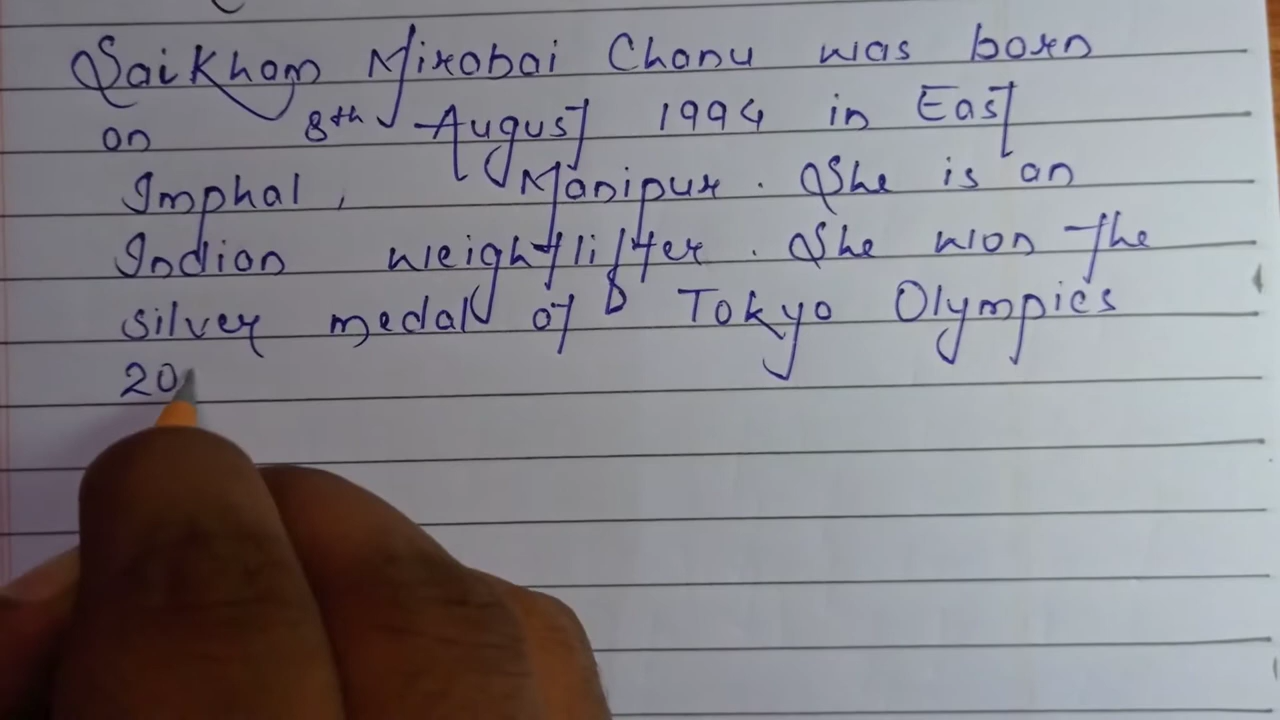 Saikhom Mirabai Chanu was born
on 8th August 1994 in East
Imphal, Manipur. She is an
Indian weightlifter. She won the
silver medal of Tokyo Olympics
20